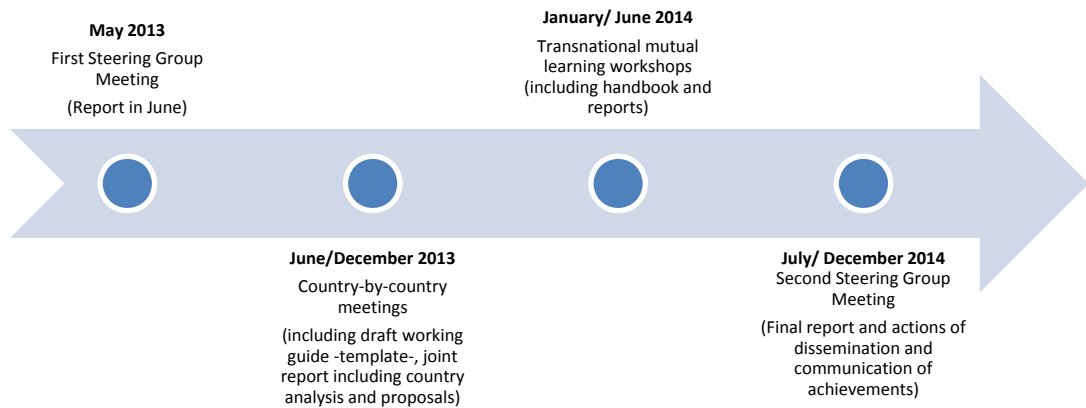 May 2013
First Steering Group
Meeting
(Report in June)
June/December 2013
Country-by-country
meetings
(including draft working
guide -template-, joint
report including country
analysis and proposals)
January/ June 2014
Transnational mutual
learning workshops
(including handbook and
reports)
July/ December 2014
Second Steering Group
Meeting
(Final report and actions of
dissemination and
communication of
achievements)